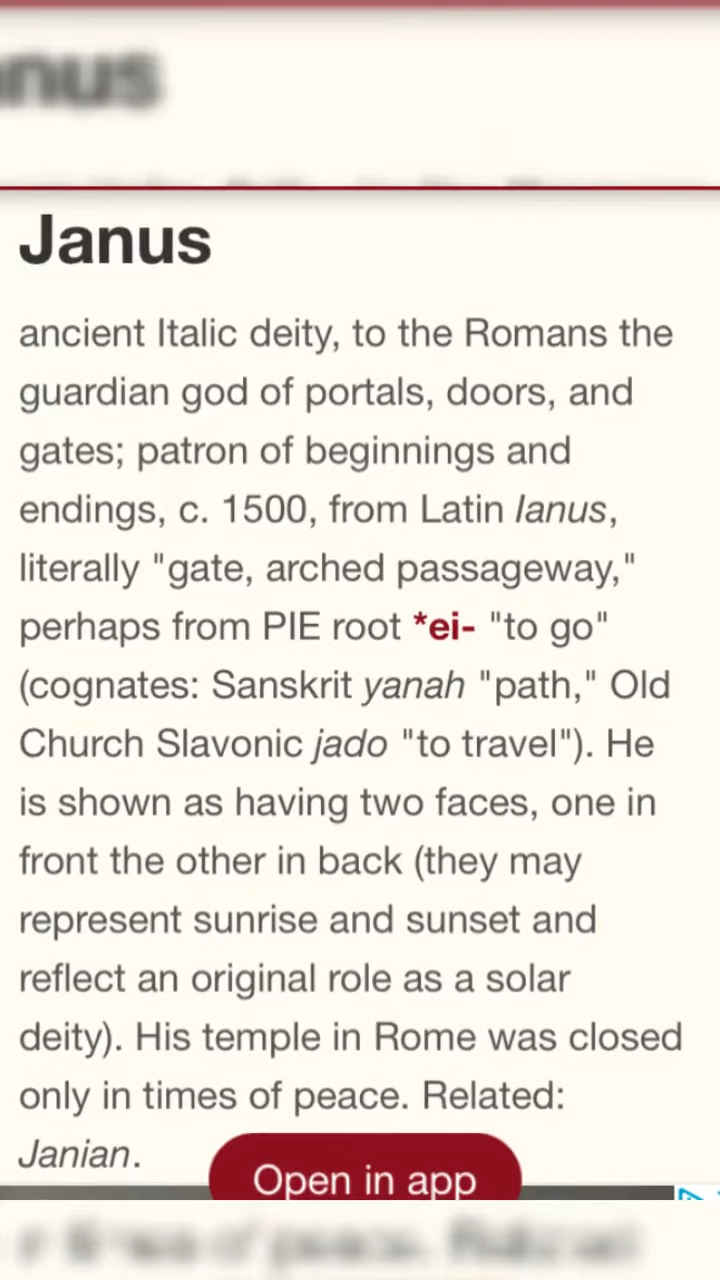 anus
Janus
ancient Italic deity, to the Romans the
guardian god of portals, doors, and
gates; patron of beginnings and
endings, c. 1500, from Latin Ianus,
literally "gate, arched passageway,"
perhaps from PIE root *ei- "to go"
(cognates: Sanskrit yanah "path," Old
Church Slavonic jado "to travel"). He
is shown as having two faces, one in
front the other in back (they may
represent sunrise and sunset and
reflect an original role as a solar
deity). His temple in Rome was closed
only in times of peace. Related:
Janian.
Open in app